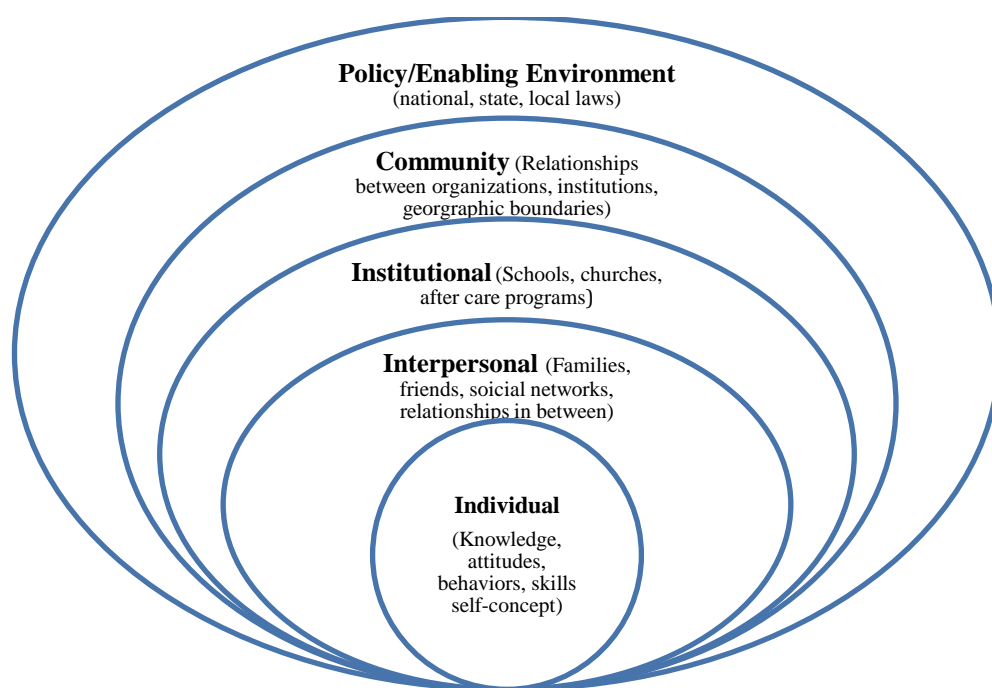 Policy/Enabling Environment
(national, state, local laws)
Community (Relationships
between organizations, institutions,
georgraphic boundaries)
Institutional (Schools, churches,
after care programs)
Interpersonal (Families,
friends, soicial networks,
relationships in between)
Individual
(Knowledge,
attitudes,
behaviors, skills
self-concept)